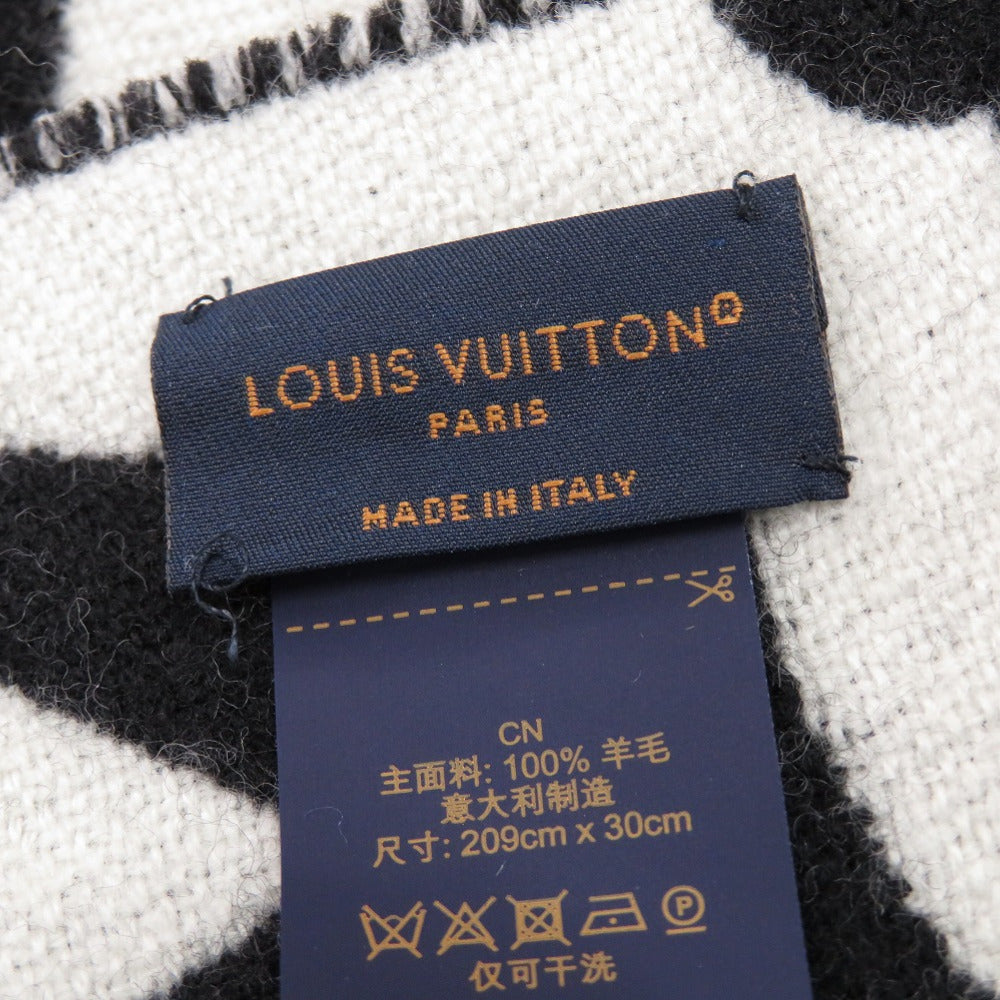 LOUIS VUITTON®
PARIS
MADE IN ITALY
CN
主面料: 100% 羊毛
意大利制造
尺寸: 209cm x 30cm
P
仅可干洗